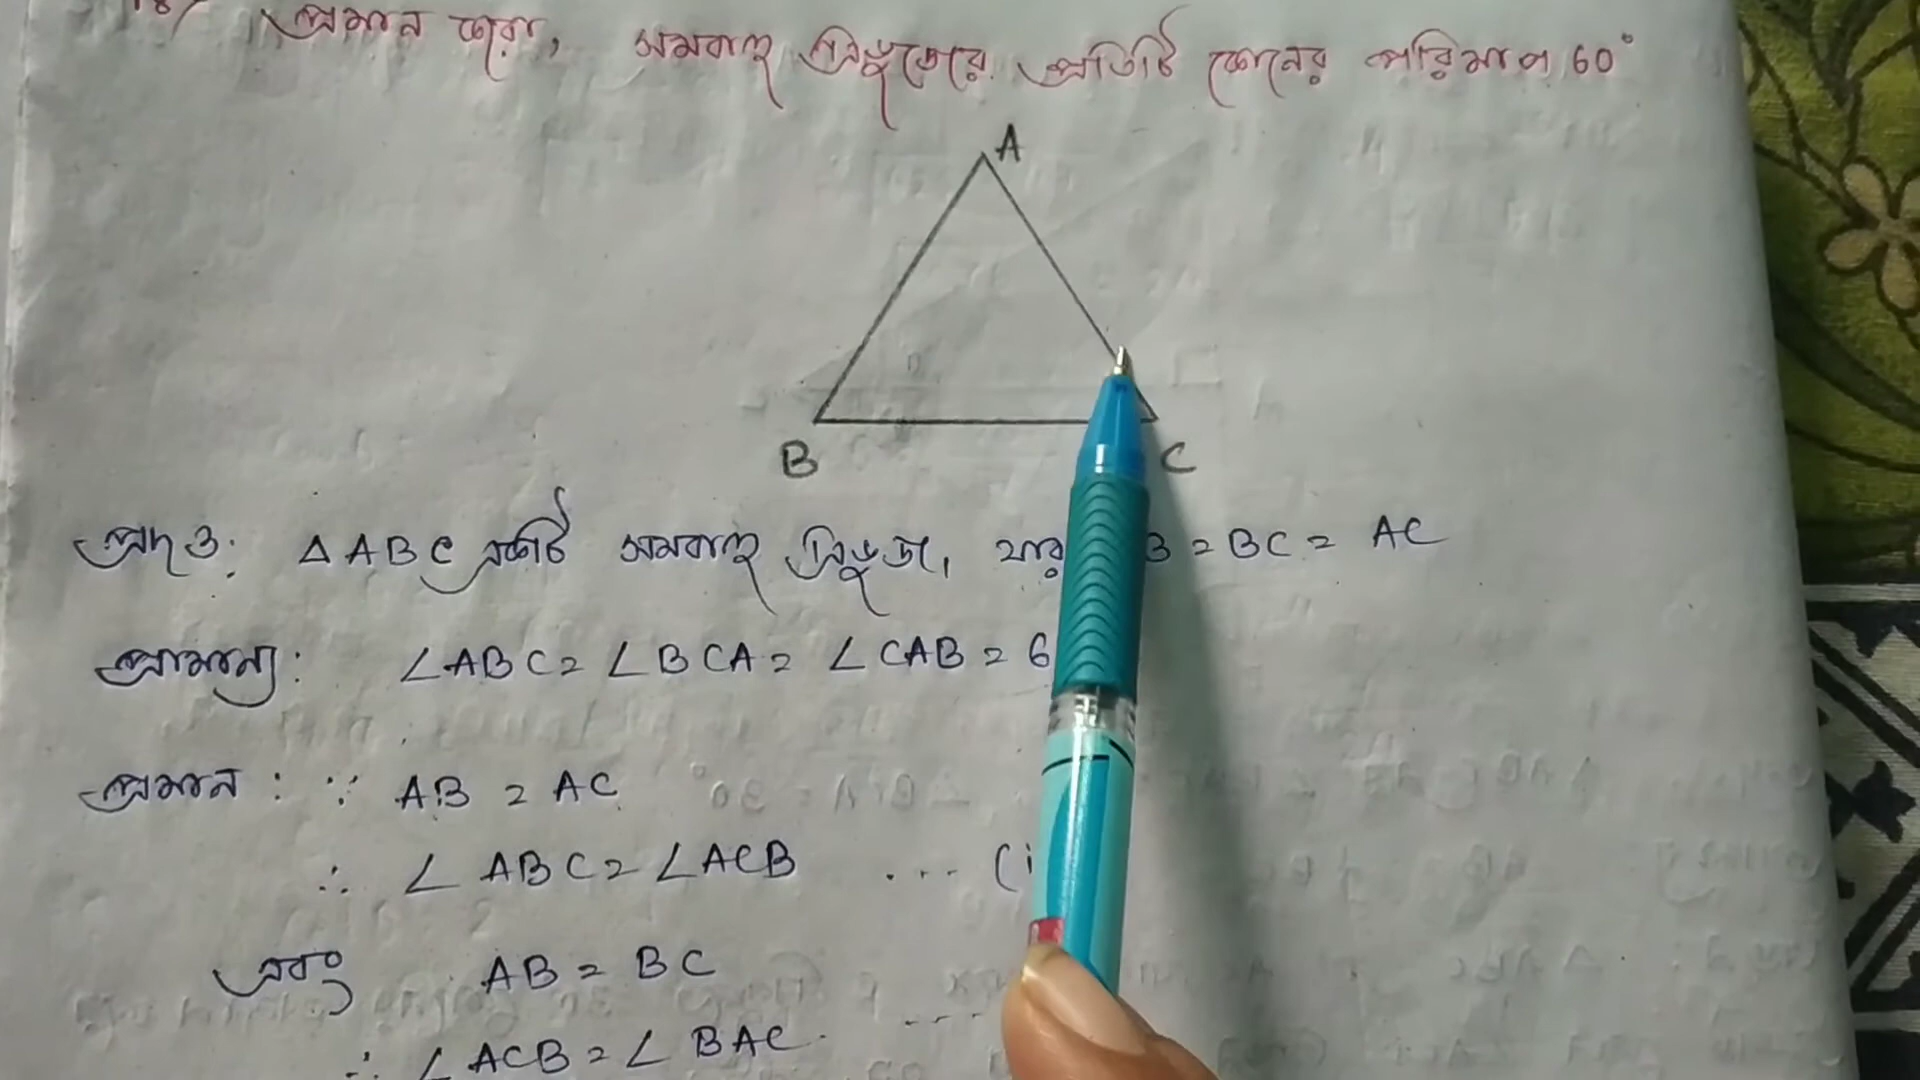 প্রমান করো, সমবাহু ত্রিভুজের প্রতিটি কোনের পরিমাপ 60°
A
B C
প্রদত্ত: △ABC একটি সমবাহু ত্রিভুজ, যার B = BC = AC
প্রামান্য: ∠ABC = ∠BCA = ∠CAB = 6
প্রমান : ∵ AB = AC
∴ ∠ABC = ∠ACB ... (i
এবং AB = BC
∴ ∠ACB = ∠BAC ...